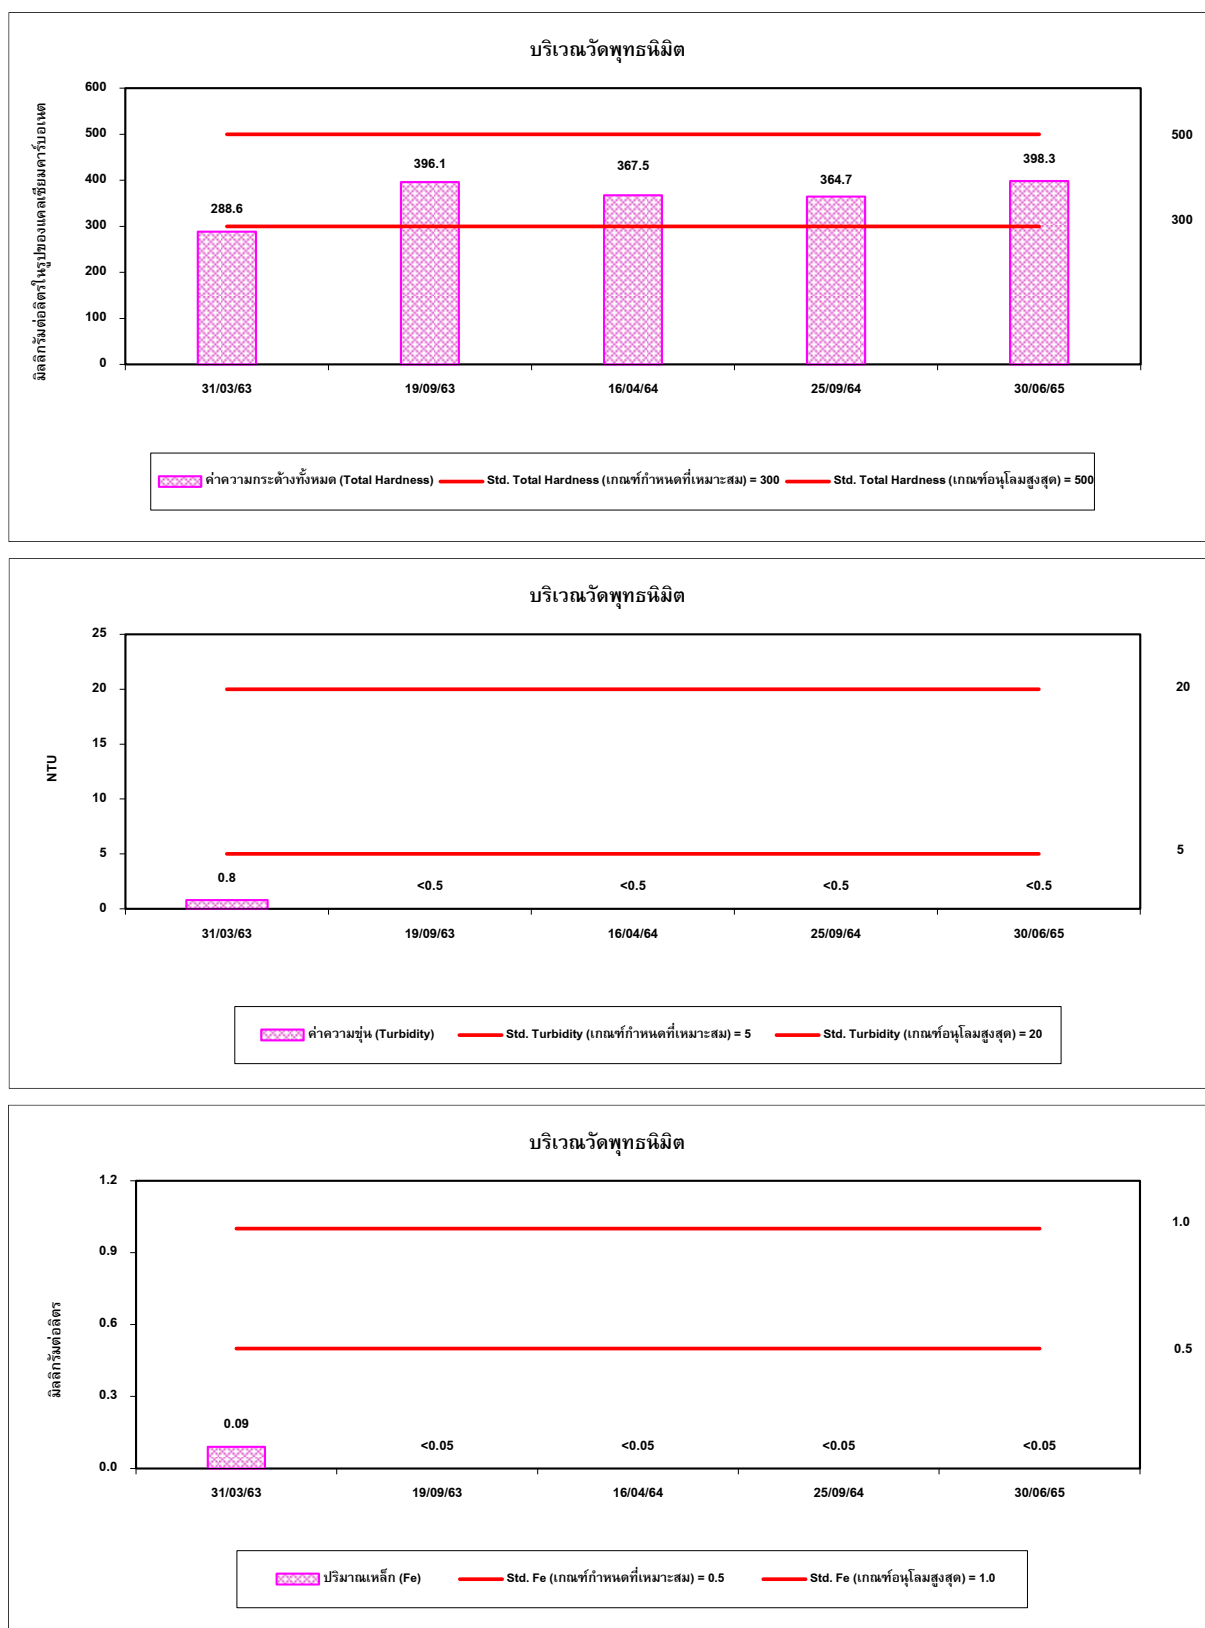 บริเวณวัดพุทธนิมิต
มิลลิกรัมต่อลิตรในรูปของแคลเซียมคาร์บอเนต
600
500
400
300
200
100
0
288.6
396.1
367.5
364.7
398.3
500
300
31/03/63 19/09/63 16/04/64 25/09/64 30/06/65
ค่าความกระด้างทั้งหมด (Total Hardness) Std. Total Hardness (เกณฑ์กำหนดที่เหมาะสม) = 300 Std. Total Hardness (เกณฑ์อนุโลมสูงสุด) = 500
บริเวณวัดพุทธนิมิต
NTU
25
20
15
10
5
0
0.8 <0.5 <0.5 <0.5 <0.5
20
5
31/03/63 19/09/63 16/04/64 25/09/64 30/06/65
ค่าความขุ่น (Turbidity) Std. Turbidity (เกณฑ์กำหนดที่เหมาะสม) = 5 Std. Turbidity (เกณฑ์อนุโลมสูงสุด) = 20
บริเวณวัดพุทธนิมิต
มิลลิกรัมต่อลิตร
1.2
0.9
0.6
0.3
0.0
0.09 <0.05 <0.05 <0.05 <0.05
1.0
0.5
31/03/63 19/09/63 16/04/64 25/09/64 30/06/65
ปริมาณเหล็ก (Fe) Std. Fe (เกณฑ์กำหนดที่เหมาะสม) = 0.5 Std. Fe (เกณฑ์อนุโลมสูงสุด) = 1.0